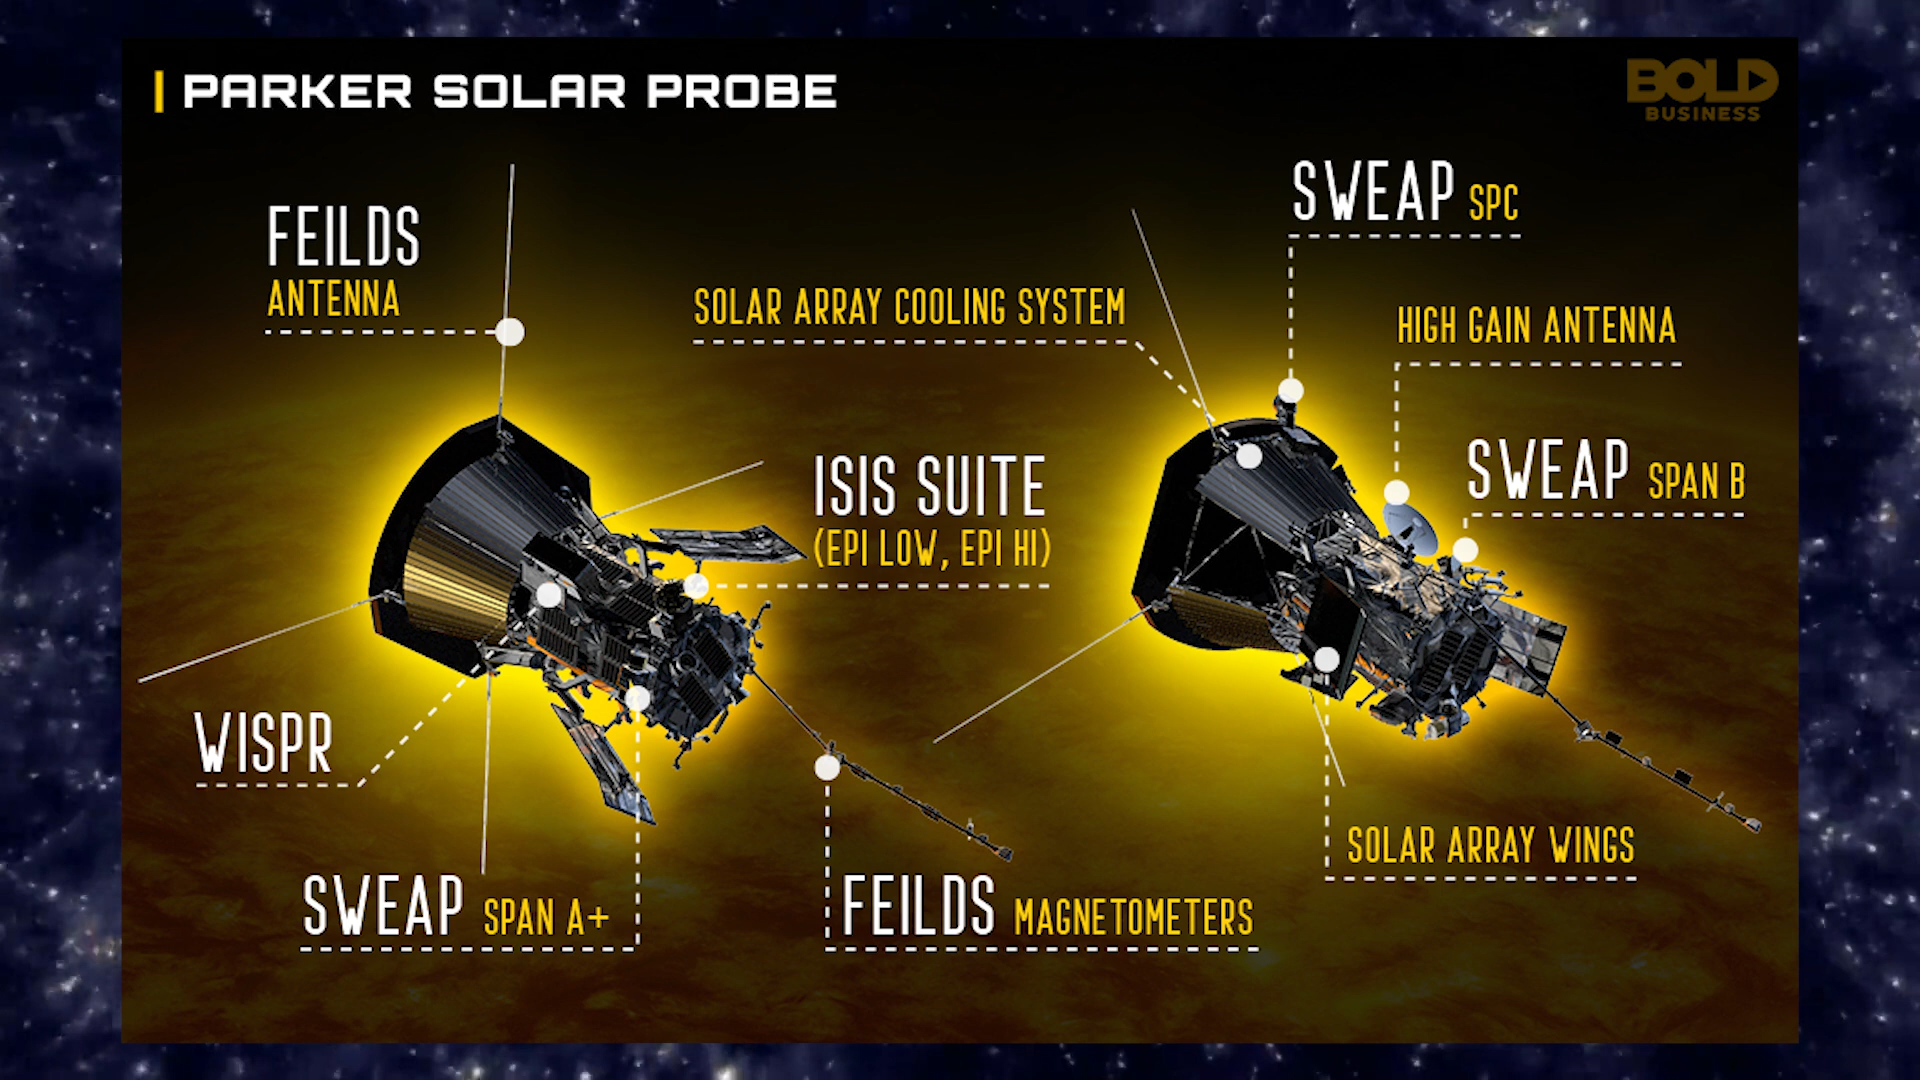 PARKER SOLAR PROBE
BOLD
BUSINESS
FEILDS
ANTENNA
SOLAR ARRAY COOLING SYSTEM
SWEAP SPC
HIGH GAIN ANTENNA
ISIS SUITE
(EPI LOW, EPI HI)
SWEAP SPAN B
WISPR
SWEAP SPAN A+
FEILDS MAGNETOMETERS
SOLAR ARRAY WINGS